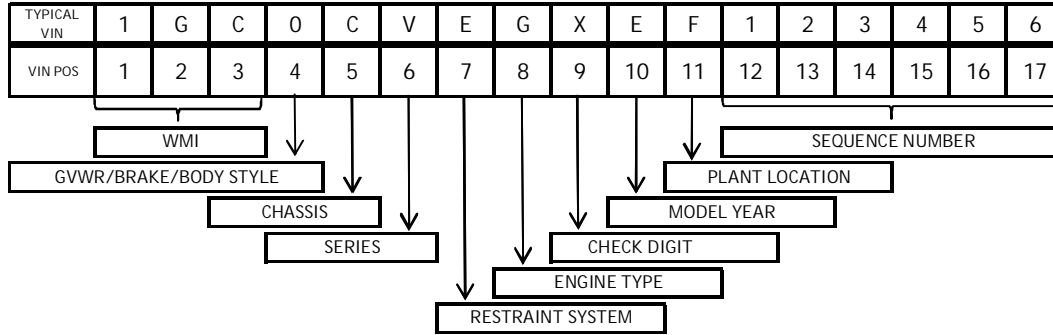 TYPICAL VIN 1 G C 0 C V E G X E F 1 2 3 4 5 6
VIN POS 1 2 3 4 5 6 7 8 9 10 11 12 13 14 15 16 17
WMI SEQUENCE NUMBER
GVWR/BRAKE/BODY STYLE PLANT LOCATION
CHASSIS MODEL YEAR
SERIES CHECK DIGIT
ENGINE TYPE
RESTRAINT SYSTEM